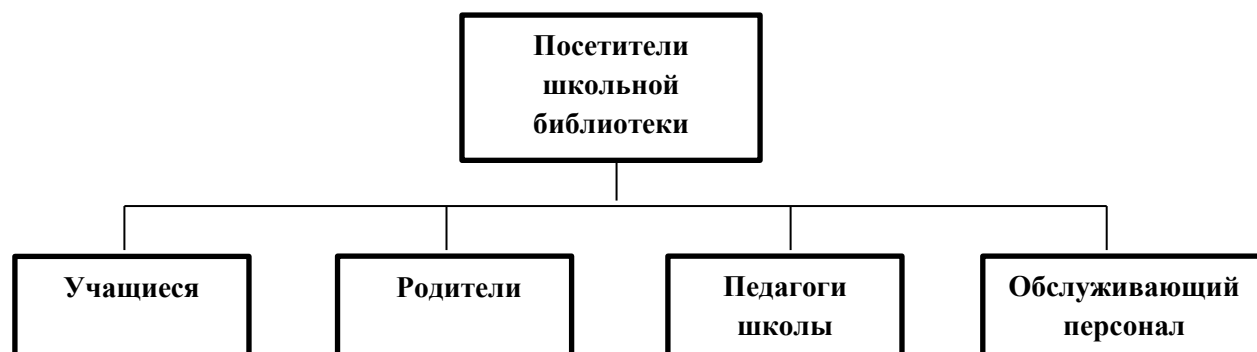 Посетители
школьной
библиотеки
Учащиеся
Родители
Педагоги
школы
Обслуживающий
персонал